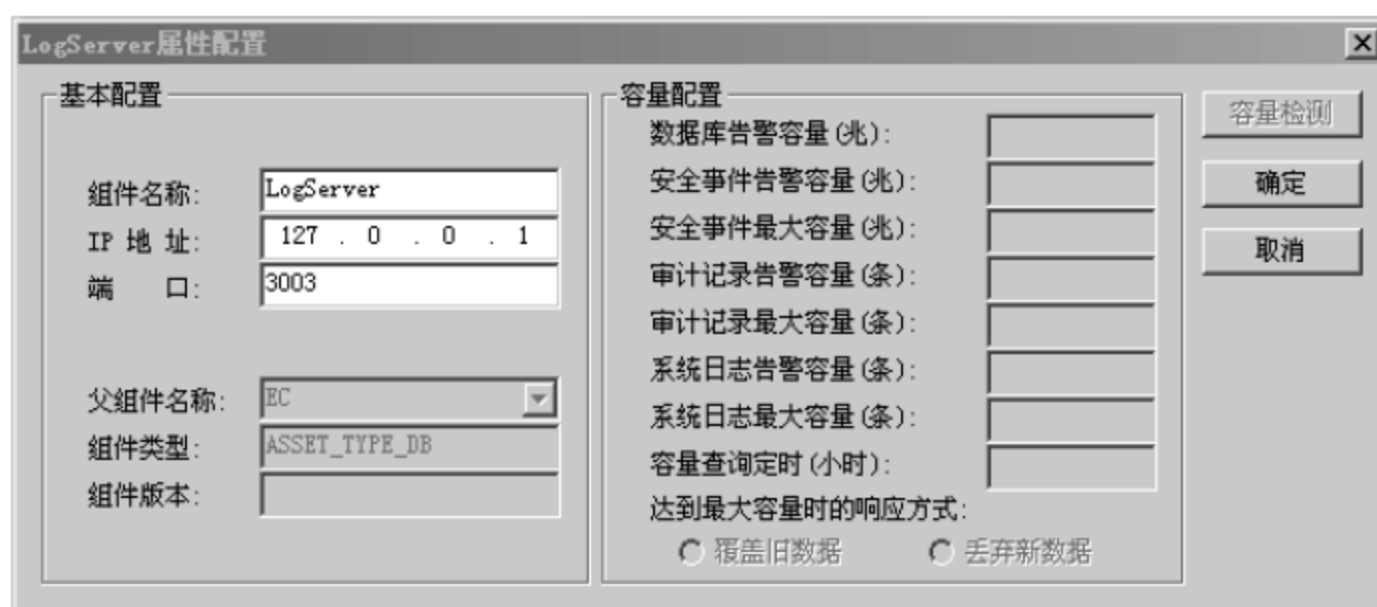 LogServer属性配置
基本配置
组件名称:
LogServer
IP 地 址:
127 . 0 . 0 . 1
端 口:
3003
父组件名称:
EC
组件类型:
ASSET_TYPE_DB
组件版本:
容量配置
数据库告警容量(兆):
安全事件告警容量(兆):
安全事件最大容量(兆):
审计记录告警容量(条):
审计记录最大容量(条):
系统日志告警容量(条):
系统日志最大容量(条):
容量查询定时(小时):
达到最大容量时的响应方式:
覆盖旧数据
丢弃新数据
容量检测
确定
取消